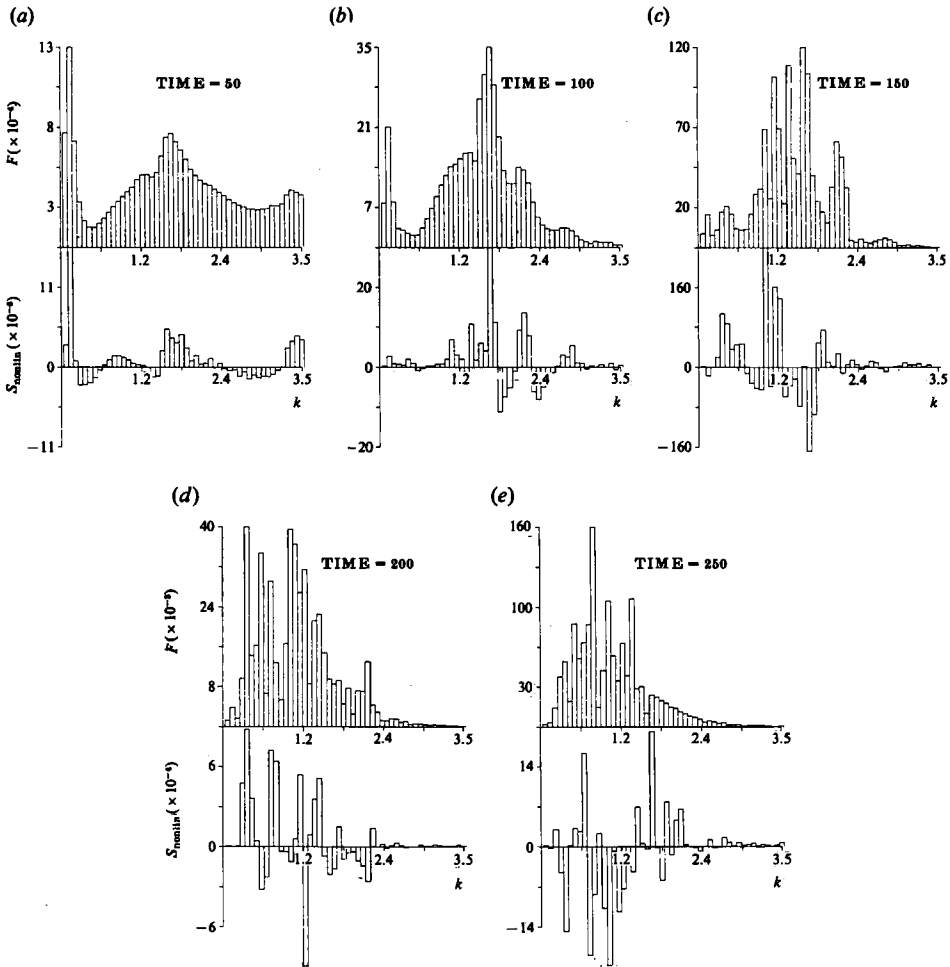 (a)
TIME = 50
13
8
3
F(×
1.2 2.4 3.5
11
0
−11
S_nonlin(×
1.2 2.4 3.5
k
(b)
TIME = 100
35
21
7
1.2 2.4 3.5
20
0
−20
1.2 2.4 3.5
k
(c)
TIME = 150
120
70
20
1.2 2.4 3.5
160
0
−160
1.2 2.4 3.5
k
(d)
TIME = 200
40
24
8
F(×
1.2 2.4 3.5
6
0
−6
S_nonlin(×
1.2 2.4 3.5
k
(e)
TIME = 250
160
100
30
1.2 2.4 3.5
14
0
−14
1.2 2.4 3.5
k